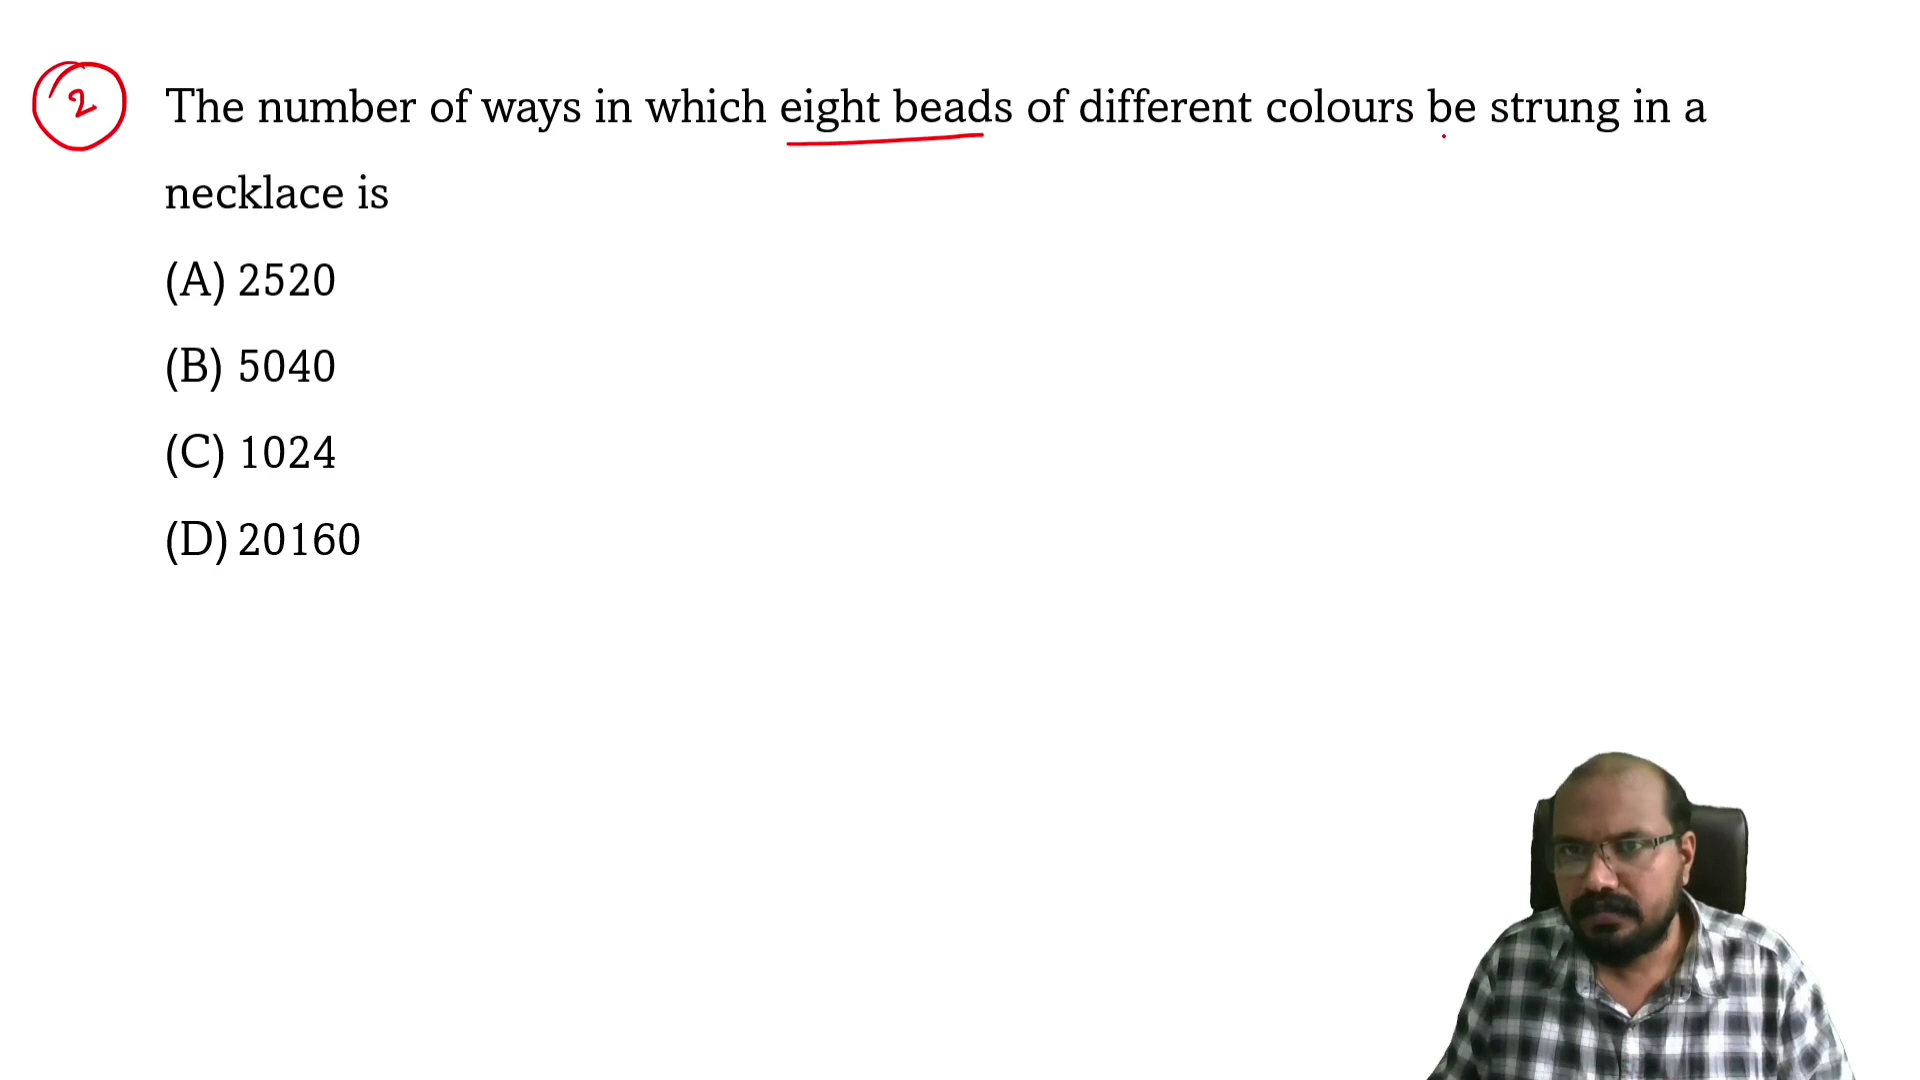 2 The number of ways in which eight beads of different colours be strung in a
necklace is
(A) 2520
(B) 5040
(C) 1024
(D) 20160